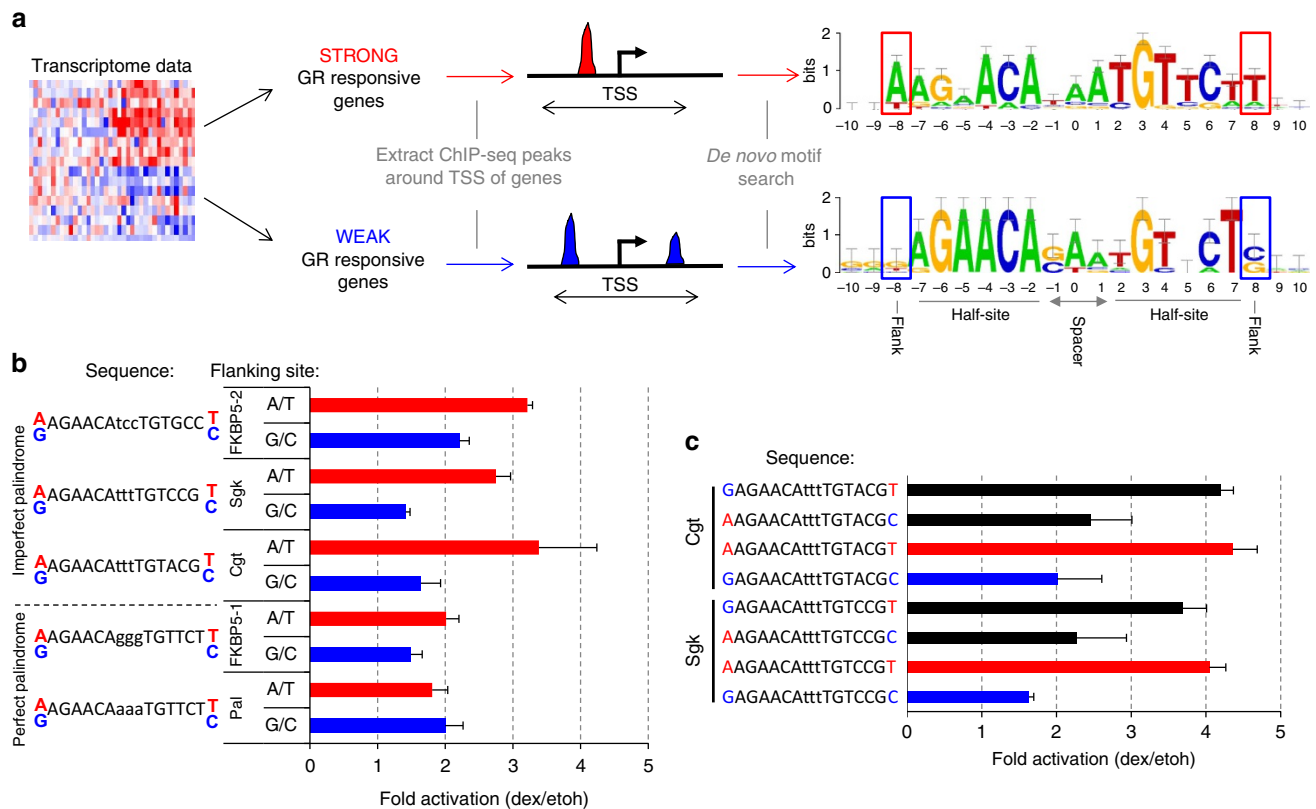 a
Transcriptome data
STRONG
GR responsive
genes
TSS
Extract ChIP-seq peaks
around TSS of genes
De novo motif
search
WEAK
GR responsive
genes
TSS
2
1
0
bits
–10 –9 –8 –7 –6 –5 –4 –3 –2 –1 0 1 2 3 4 5 6 7 8 9 10
2
1
0
bits
AGAACA
–10 –9 –8 –7 –6 –5 –4 –3 –2 –1 0 1 2 3 4 5 6 7 8 9 10
Flank
Half-site
Spacer
Half-site
Flank
b
Sequence: Flanking site:
Imperfect palindrome
A
G
AAGAACAtccTGTGCC
T
C
FKBP5-2
A/T
G/C
A
G
AGAACAtttTGTCCG
T
C
Sgk
A/T
G/C
A
G
AGAACAtttTGTACG
T
C
Cgt
A/T
G/C
Perfect palindrome
A
G
AGAACAgggTGTTCT
T
C
FKBP5-1
A/T
G/C
A
G
AGAACAaaaTGTTCT
T
C
Pal
A/T
G/C
0 1 2 3 4 5
Fold activation (dex/etoh)
c
Sequence:
Cgt
GAGAACAtttTGTACGT
AAGAACAtttTGTACGC
AAGAACAtttTGTACGT
GAGAACAtttTGTACGC
Sgk
GAGAACAtttTGTCCGT
AAGAACAtttTGTCCGC
AAGAACAtttTGTCCGT
GAGAACAtttTGTCCGC
0 1 2 3 4 5
Fold activation (dex/etoh)